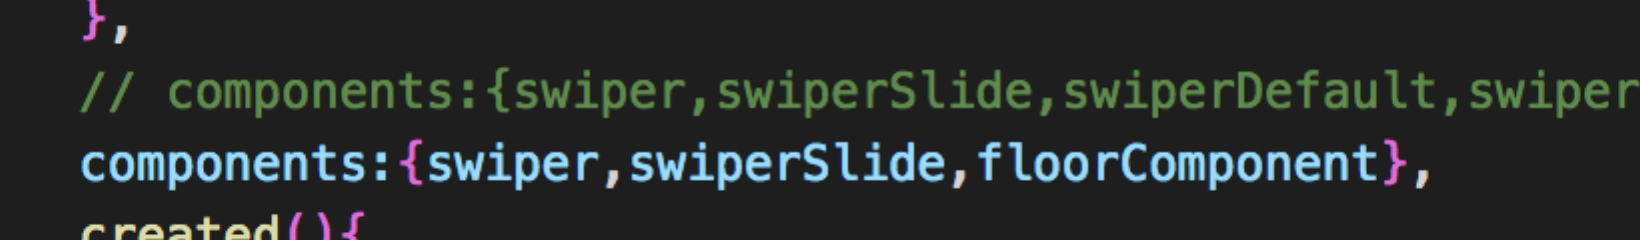 },
// components:{swiper,swiperSlide,swiperDefault,swiper
components:{swiper,swiperSlide,floorComponent},
created(){